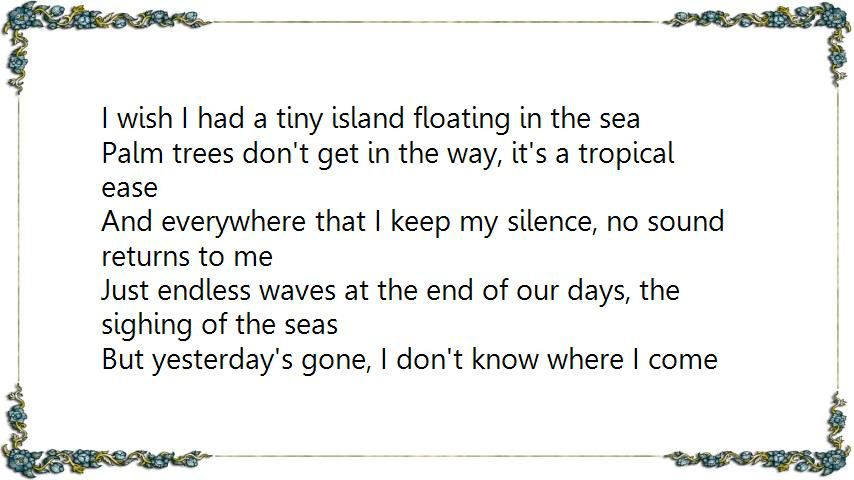 I wish I had a tiny island floating in the sea
Palm trees don't get in the way, it's a tropical
ease
And everywhere that I keep my silence, no sound
returns to me
Just endless waves at the end of our days, the
sighing of the seas
But yesterday's gone, I don't know where I come